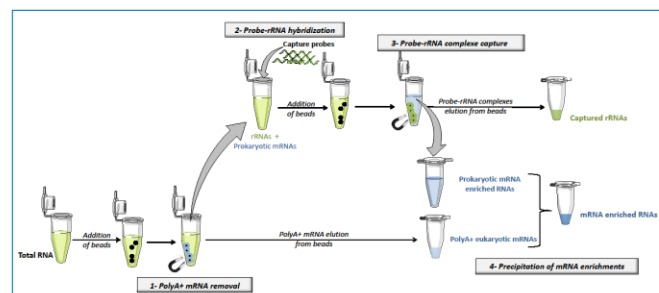 2- Probe-rRNA hybridization
Capture probes
3- Probe-rRNA complexe capture
Addition
of beads
Probe-rRNA complexes
elution from beads
Captured rRNAs
rRNAs +
Prokaryotic mRNAs
Prokaryotic mRNA
enriched RNAs
mRNA enriched RNAs
Total RNA
Addition
of beads
PolyA+ mRNA elution
from beads
PolyA+ eukaryotic mRNAs
1- PolyA+ mRNA removal
4- Precipitation of mRNA enrichments